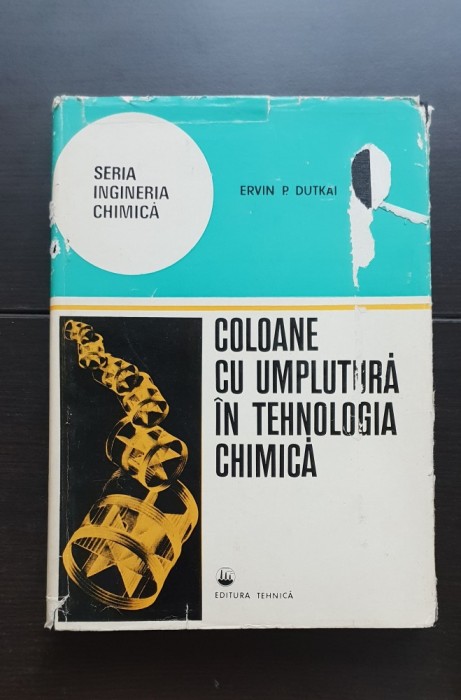 SERIA
INGINERIA
CHIMICĂ
ERVIN P. DUTKAI
COLOANE
CU UMPLUTURĂ
ÎN TEHNOLOGIA
CHIMICĂ
EDITURA TEHNICĂ